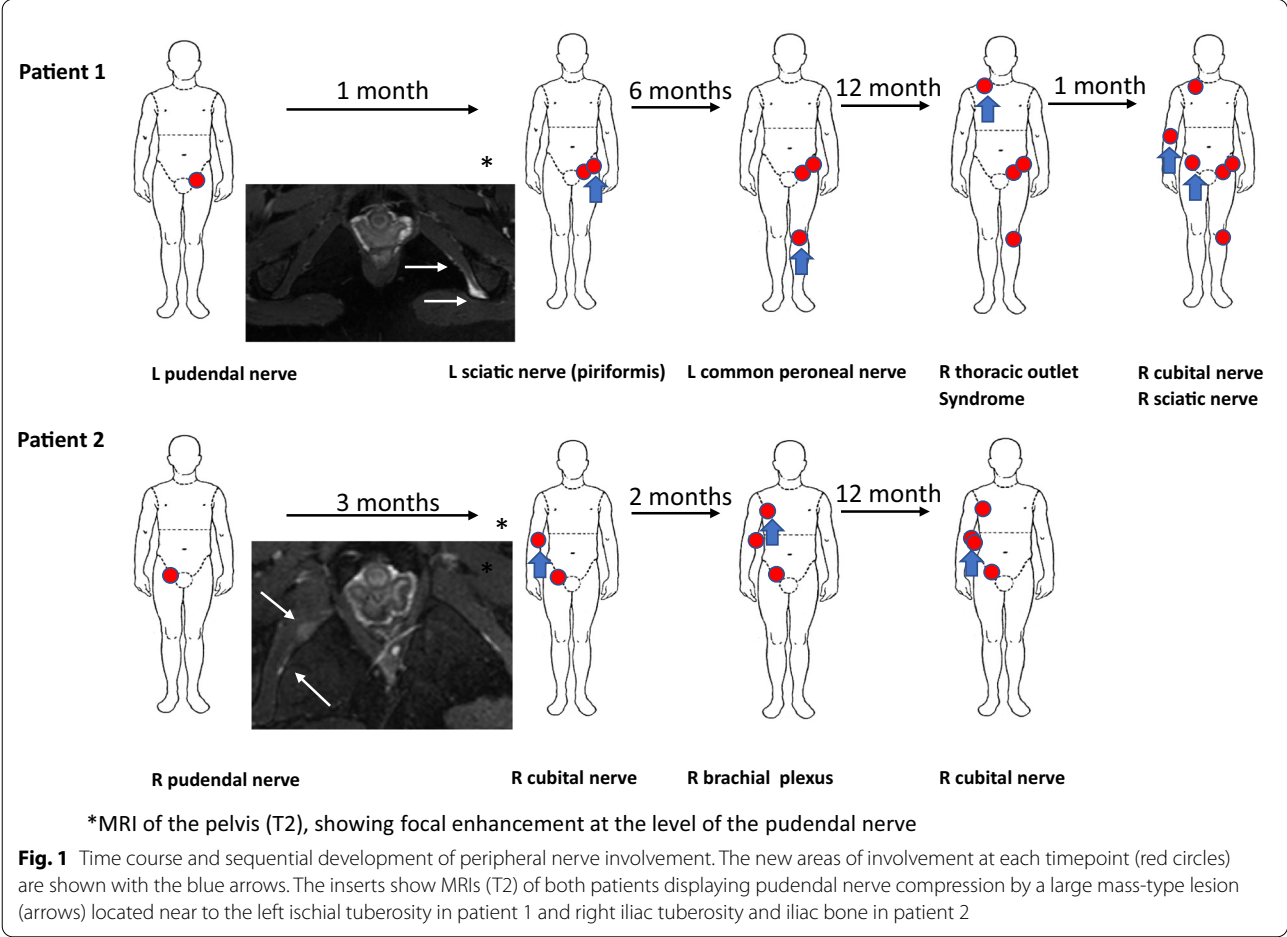 Patient 1
1 month
6 months
12 month
1 month
*
L pudendal nerve
L sciatic nerve (piriformis)
L common peroneal nerve
R thoracic outlet
Syndrome
R cubital nerve
R sciatic nerve
Patient 2
3 months
2 months
12 month
*
*
R pudendal nerve
R cubital nerve
R brachial plexus
R cubital nerve
*MRI of the pelvis (T2), showing focal enhancement at the level of the pudendal nerve
Fig. 1 Time course and sequential development of peripheral nerve involvement. The new areas of involvement at each timepoint (red circles)
are shown with the blue arrows. The inserts show MRIs (T2) of both patients displaying pudendal nerve compression by a large mass-type lesion
(arrows) located near to the left ischial tuberosity in patient 1 and right iliac tuberosity and iliac bone in patient 2